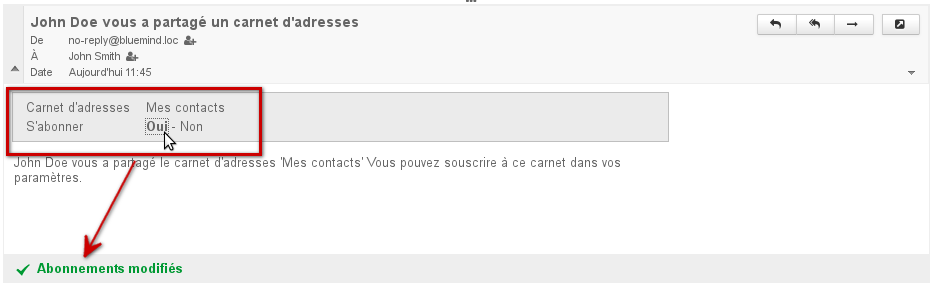 John Doe vous a partagé un carnet d'adresses
De no-reply@bluemind.loc
À John Smith
Date Aujourd'hui 11:45
Carnet d'adresses Mes contacts
S'abonner Oui - Non
John Doe vous a partagé le carnet d'adresses 'Mes contacts' Vous pouvez souscrire à ce carnet dans vos
paramètres.
Abonnements modifiés